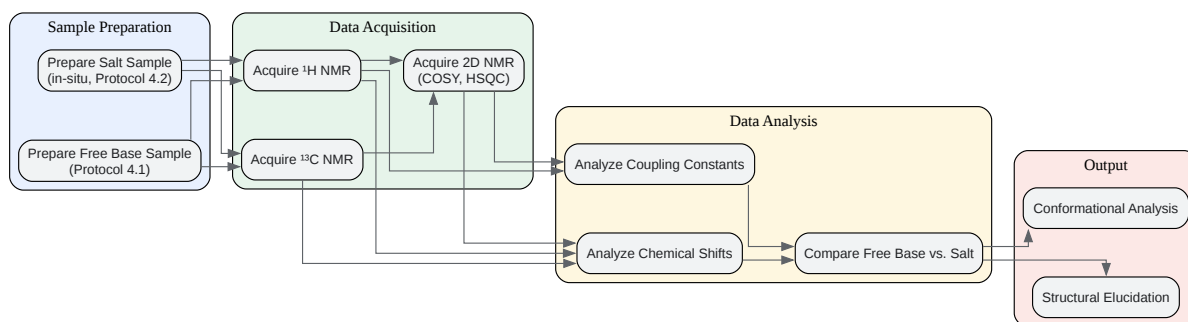 Sample Preparation
Prepare Salt Sample
(in-situ, Protocol 4.2)
Prepare Free Base Sample
(Protocol 4.1)
Data Acquisition
Acquire ¹H NMR
Acquire 2D NMR
(COSY, HSQC)
Acquire ¹³C NMR
Data Analysis
Analyze Coupling Constants
Analyze Chemical Shifts
Compare Free Base vs. Salt
Output
Conformational Analysis
Structural Elucidation